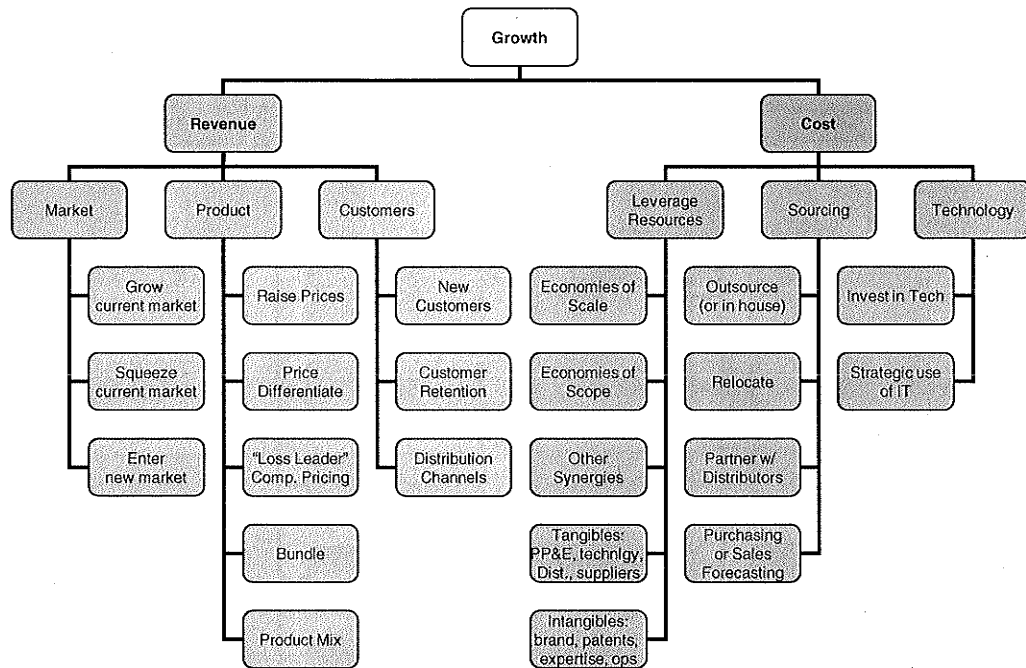 Growth
Revenue
Cost
Market
Product
Customers
Leverage
Resources
Sourcing
Technology
Grow
current market
Raise Prices
New
Customers
Economies of
Scale
Outsource
(or in house)
Invest in Tech
Squeeze
current market
Price
Differentiate
Customer
Retention
Economies of
Scope
Relocate
Strategic use
of IT
Enter
new market
"Loss Leader"
Comp. Pricing
Distribution
Channels
Other
Synergies
Partner w/
Distributors
Bundle
Tangibles:
PP&E, technlgy,
Dist., suppliers
Purchasing
or Sales
Forecasting
Product Mix
Intangibles:
brand, patents,
expertise, ops